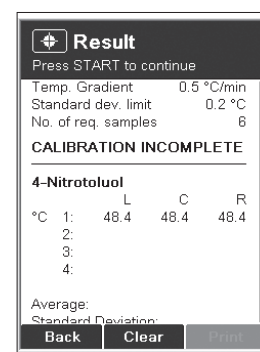 Result
Press START to continue
Temp. Gradient 0.5 °C/min
Standard dev. limit 0.2 °C
No. of req. samples 6
CALIBRATION INCOMPLETE
4-Nitrotoluol
L C R
°C 1: 48.4 48.4 48.4
2:
3:
4:
Average:
Standard Deviation:
Back Clear Print